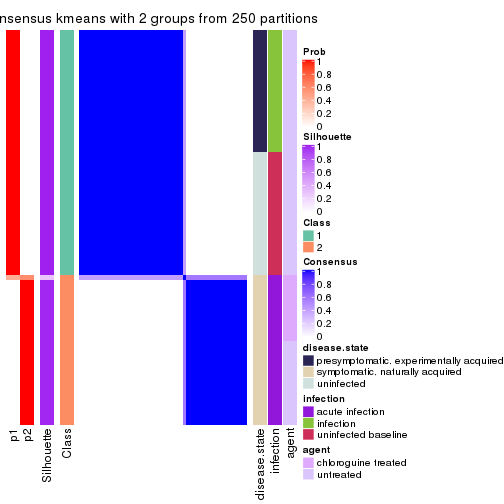 nsensus kmeans with 2 groups from 250 partitions
Prob
1
0.8
0.6
0.4
0.2
0
Silhouette
1
0.8
0.6
0.4
0.2
0
Class
1
2
Consensus
1
0.8
0.6
0.4
0.2
0
disease.state
presymptomatic. experimentally acquired
symptomatic. naturally acquired
uninfected
infection
acute infection
infection
uninfected baseline
agent
chloroguine treated
untreated
p1
p2
Silhouette
Class
disease.state
infection
agent